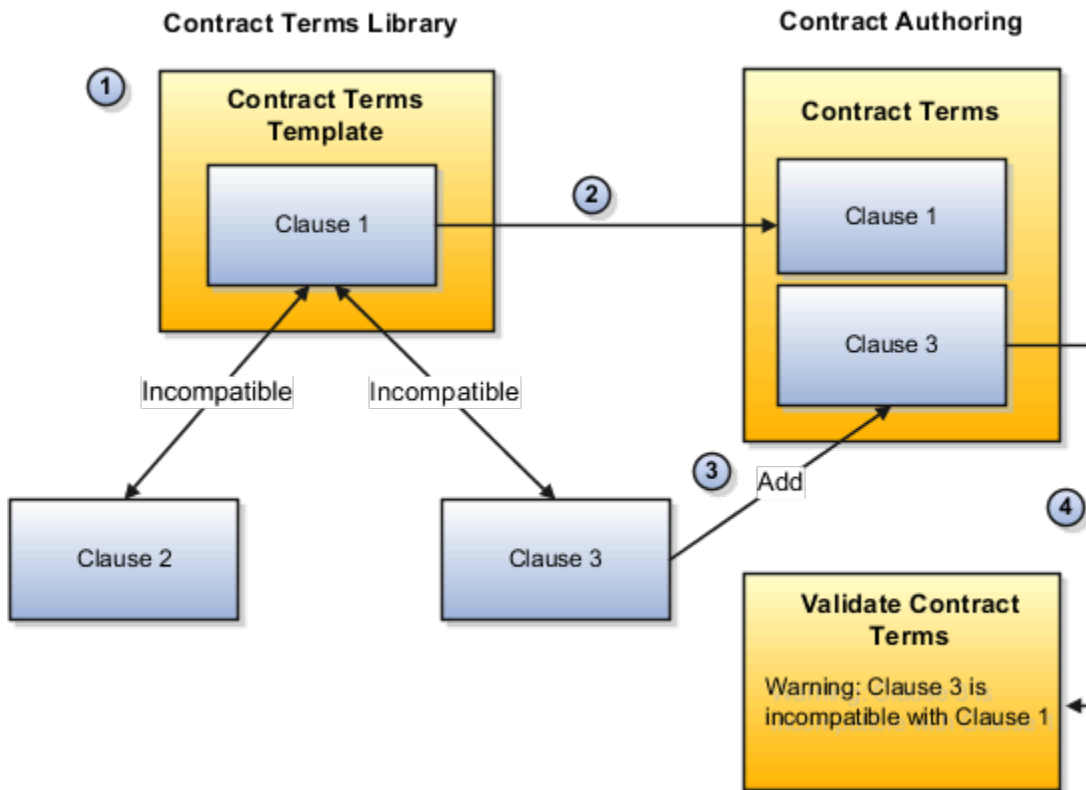 Contract Terms Library
Contract Authoring
1
Contract Terms
Template
Clause 1
2
Contract Terms
Clause 1
Clause 3
Incompatible
Incompatible
3
Add
4
Clause 2
Clause 3
Validate Contract
Terms
Warning: Clause 3 is
incompatible with Clause 1